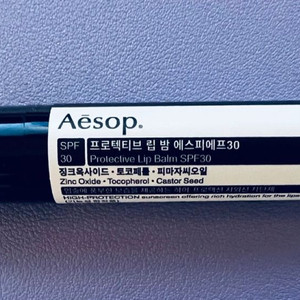 Aēsop.
SPF 30 프로텍티브 립 밤 에스피에프30
Protective Lip Balm SPF30
징크옥사이드 · 토코페롤 · 피마자씨오일
Zinc Oxide · Tocopherol · Castor Seed
HIGH-PROTECTION sunscreen offering rich hydration for the lips